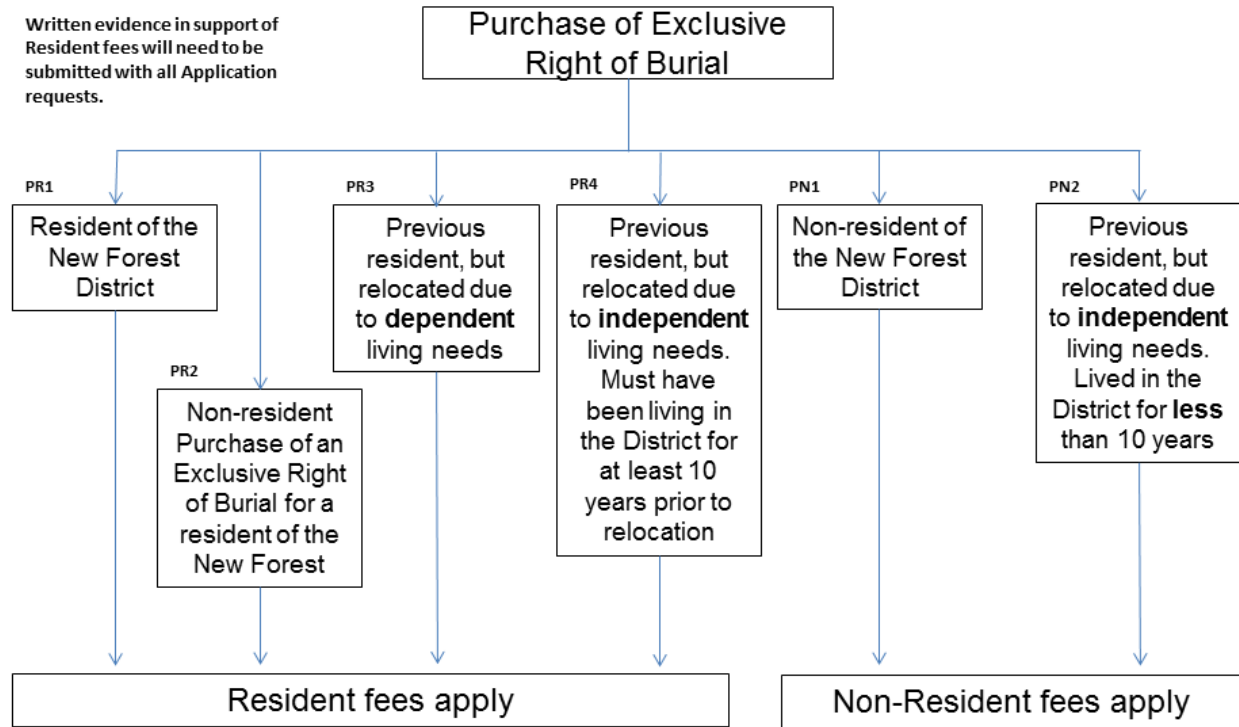 Written evidence in support of
Resident fees will need to be
submitted with all Application
requests.
Purchase of Exclusive
Right of Burial
PR1
Resident of the
New Forest
District
PR2
Non-resident
Purchase of an
Exclusive Right
of Burial for a
resident of the
New Forest
PR3
Previous
resident, but
relocated due
to dependent
living needs
PR4
Previous
resident, but
relocated due
to independent
living needs.
Must have
been living in
the District for
at least 10
years prior to
relocation
PN1
Non-resident of
the New Forest
District
PN2
Previous
resident, but
relocated due
to independent
living needs.
Lived in the
District for less
than 10 years
Resident fees apply
Non-Resident fees apply